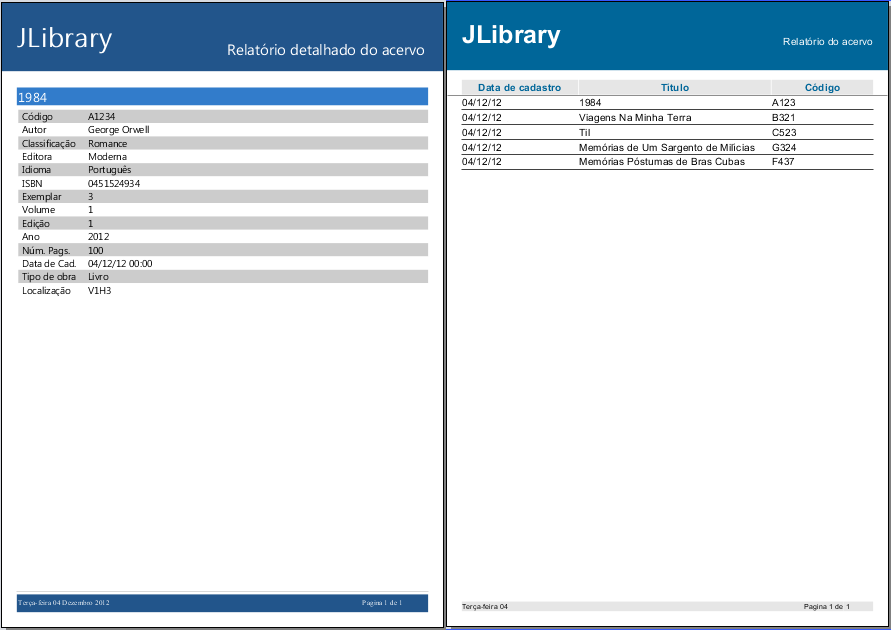 JLibrary
Relatório detalhado do acervo
1984
Código A1234
Autor George Orwell
Classificação Romance
Editora Moderna
Idioma Português
ISBN 0451524934
Exemplar 3
Volume 1
Edição 1
Ano 2012
Núm. Pags. 100
Data de Cad. 04/12/12 00:00
Tipo de obra Livro
Localização V1H3
Terça-feira 04 Dezembro 2012 Pagina 1 de 1
JLibrary
Relatório do acervo
Data de cadastro Titulo Código
04/12/12 1984 A123
04/12/12 Viagens Na Minha Terra B321
04/12/12 Til C523
04/12/12 Memórias de Um Sargento de Milicias G324
04/12/12 Memórias Póstumas de Bras Cubas F437
Terça-feira 04 Pagina 1 de 1